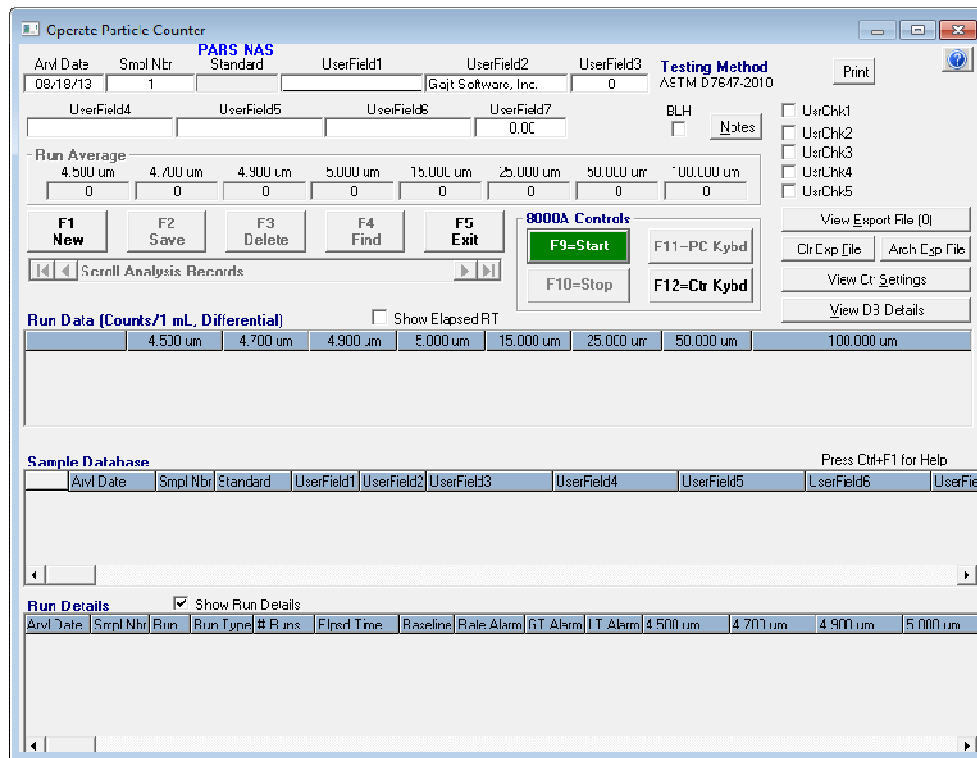 Operate Particle Counter
PARS NAS
Arvl Date Smpl Nbr Standard UserField1 UserField2 UserField3 Testing Method Print
08/18/13 1 Gajt Software, Inc. 0 ASTM D7647-2010
UserField4 UserField5 UserField6 UserField7 BLH UsrChk1
0.00 Notes UsrChk2
UsrChk3
Run Average UsrChk4
4.500 um 4.700 um 4.900 um 5.000 um 15.000 um 25.000 um 50.000 um 100.000 um
0 0 0 0 0 0 0 0 UsrChk5
F1 New F2 Save F3 Delete F4 Find F5 Exit 8000A Controls View Export File (0)
F9=Start F11=PC Kybd Clr Exp File Arch Exp File
Scroll Analysis Records
F10=Stop F12=Ctr Kybd View Ctr Settings
View DB Details
Run Data (Counts/1 mL, Differential) Show Elapsed RT
4.500 um 4.700 um 4.900 um 5.000 um 15.000 um 25.000 um 50.000 um 100.000 um
Sample Database Press Ctrl+F1 for Help
Arvl Date Smpl Nbr Standard UserField1 UserField2 UserField3 UserField4 UserField5 UserField6 UserFie
Run Details Show Run Details
Arvl Date Smpl Nbr Run Run Type # Runs Elpsd Time Baseline Rate Alarm GT Alarm LT Alarm 4.500 um 4.700 um 4.900 um 5.000 um